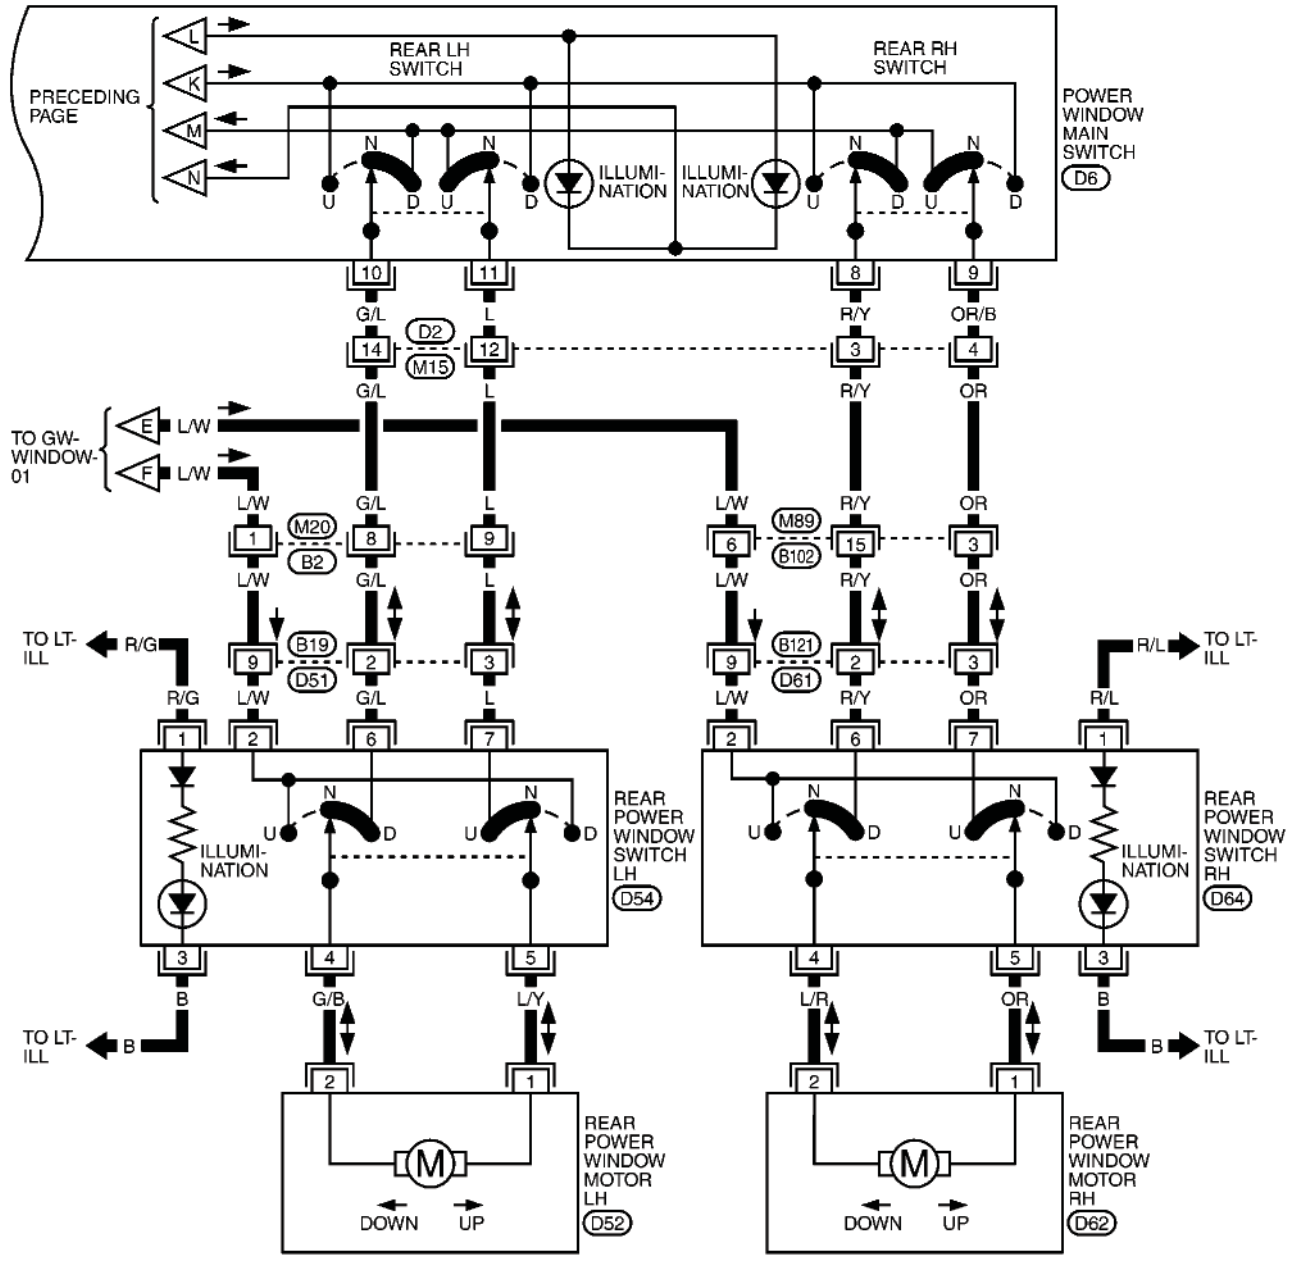 L
REAR LH
SWITCH
REAR RH
SWITCH
K
PRECEDING
PAGE
M
N
POWER
WINDOW
MAIN
SWITCH
D6
N N N N
ILLUMI-
NATION
ILLUMI-
NATION
U D U D U D U D
10 11 8 9
G/L L R/Y OR/B
D2
14 12 3 4
M15
G/L L R/Y OR
TO GW-
WINDOW-
01
E L/W
F L/W
L/W G/L L L/W R/Y OR
M20 M89
1 8 9 6 15 3
B2 B102
L/W G/L L L/W R/Y OR
TO LT-
ILL
R/G
B19 B121
R/L
TO LT-
ILL
9 2 3 9 2 3
D51 D61
R/G L/W G/L L L/W R/Y OR R/L
1 2 6 7 2 6 7 1
N N N N
U D U D U D U D
ILLUMI-
NATION
REAR
POWER
WINDOW
SWITCH
LH
D54
ILLUMI-
NATION
REAR
POWER
WINDOW
SWITCH
RH
D64
3 4 5 4 5 3
B G/B L/Y L/R OR B
TO LT-
ILL
B
B
TO LT-
ILL
2 1 2 1
M M
DOWN UP
REAR
POWER
WINDOW
MOTOR
LH
D52
DOWN UP
REAR
POWER
WINDOW
MOTOR
RH
D62